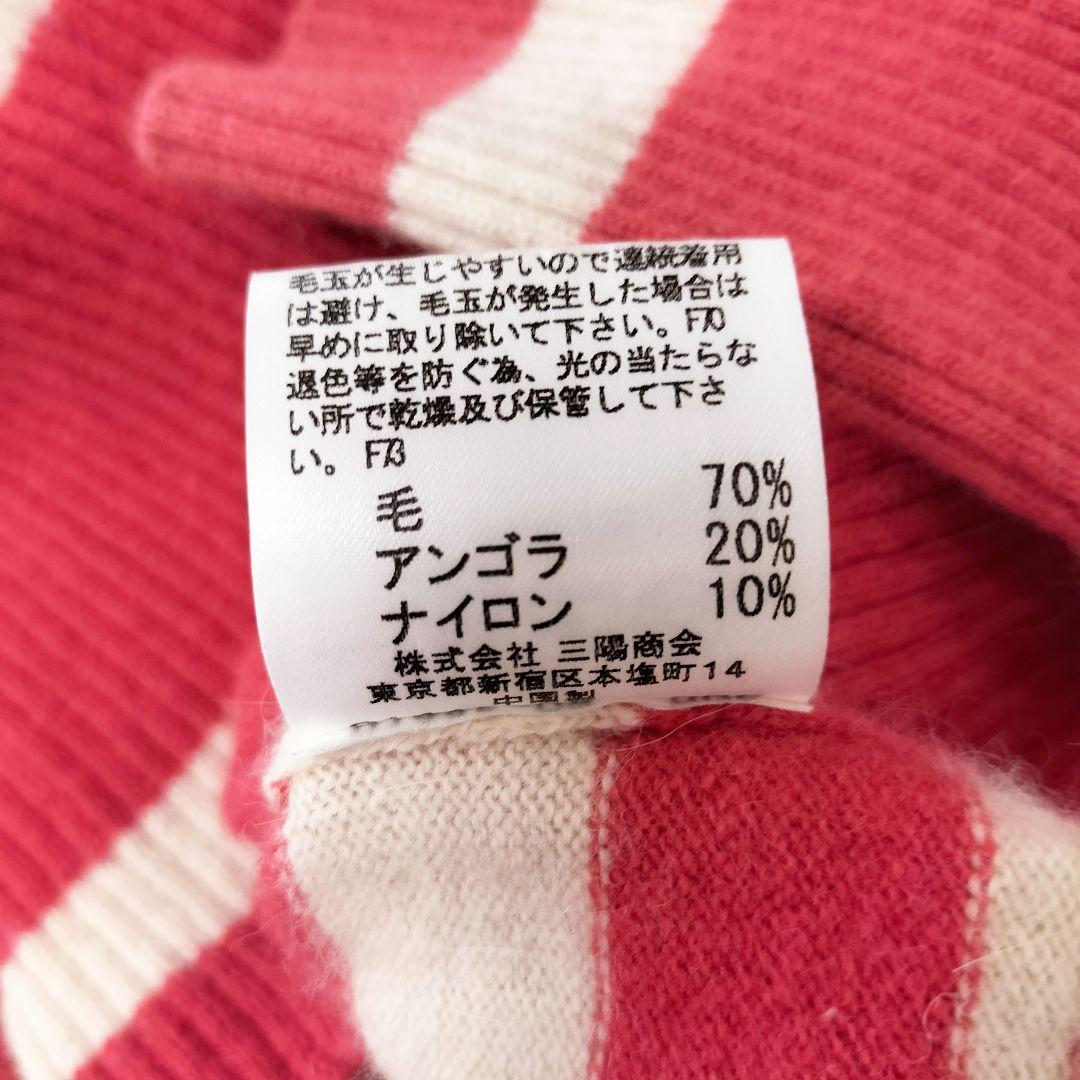 毛玉が生じやすいので連続着用
は避け、毛玉が発生した場合は
早めに取り除いて下さい。F70
退色等を防ぐ為、光の当たらな
い所で乾燥及び保管して下さ
い。 F73
毛 70%
アンゴラ 20%
ナイロン 10%
株式会社 三陽商会
東京都新宿区本塩町14
中国製